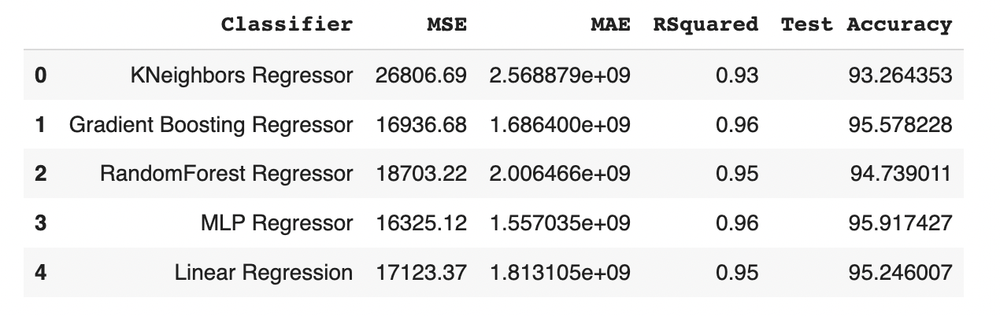 Classifier MSE MAE RSquared Test Accuracy
0 KNeighbors Regressor 26806.69 2.568879e+09 0.93 93.264353
1 Gradient Boosting Regressor 16936.68 1.686400e+09 0.96 95.578228
2 RandomForest Regressor 18703.22 2.006466e+09 0.95 94.739011
3 MLP Regressor 16325.12 1.557035e+09 0.96 95.917427
4 Linear Regression 17123.37 1.813105e+09 0.95 95.246007